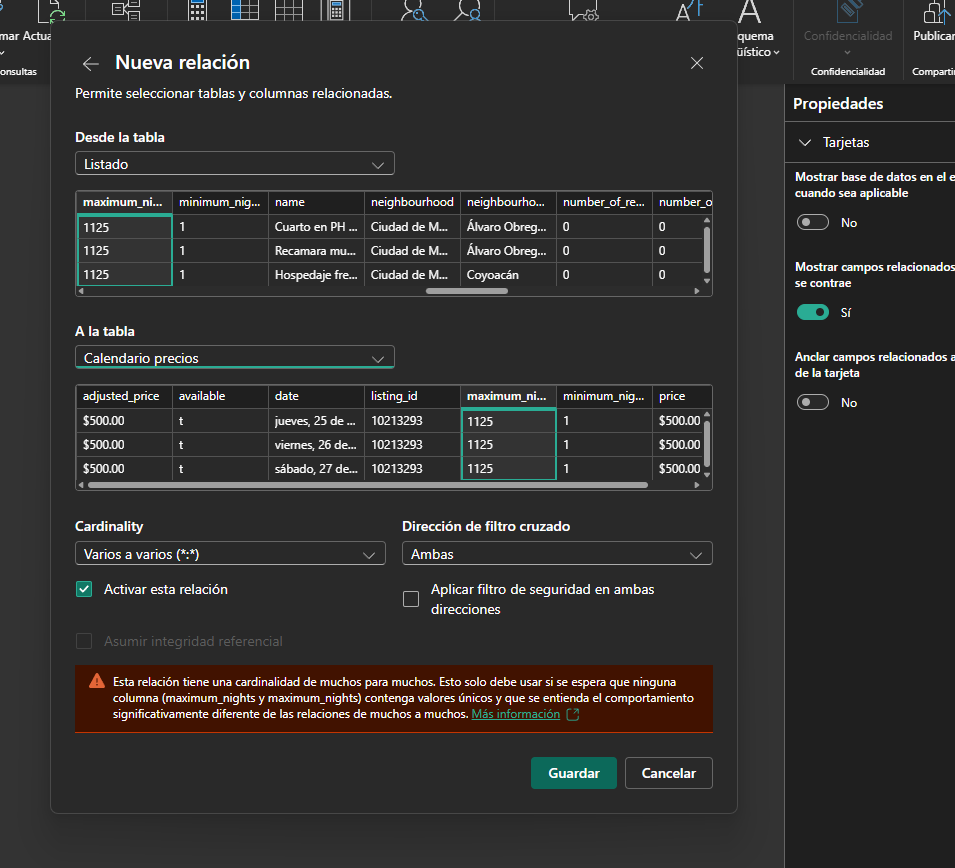 mar Actua
onsultas
quema
üístico
Confidencialidad
Confidencialidad
Publicar
Comparti
Nueva relación
Permite seleccionar tablas y columnas relacionadas.
Desde la tabla
Listado
maximum_ni... minimum_nig... name neighbourhood neighbourho... number_of_re... number_o
1125 1 Cuarto en PH ... Ciudad de M... Álvaro Obreg... 0 0
1125 1 Recamara mu... Ciudad de M... Álvaro Obreg... 0 0
1125 1 Hospedaje fre... Ciudad de M... Coyoacán 0 0
A la tabla
Calendario precios
adjusted_price available date listing_id maximum_ni... minimum_nig... price
$500.00 t jueves, 25 de ... 10213293 1125 1 $500.00
$500.00 t viernes, 26 de... 10213293 1125 1 $500.00
$500.00 t sábado, 27 de... 10213293 1125 1 $500.00
Cardinality
Varios a varios (*:*)
Dirección de filtro cruzado
Ambas
Activar esta relación
Aplicar filtro de seguridad en ambas
direcciones
Asumir integridad referencial
Esta relación tiene una cardinalidad de muchos para muchos. Esto solo debe usar si se espera que ninguna
columna (maximum_nights y maximum_nights) contenga valores únicos y que se entienda el comportamiento
significativamente diferente de las relaciones de muchos a muchos. Más información
Guardar
Cancelar
Propiedades
Tarjetas
Mostrar base de datos en el e
cuando sea aplicable
No
Mostrar campos relacionados
se contrae
Sí
Anclar campos relacionados a
de la tarjeta
No